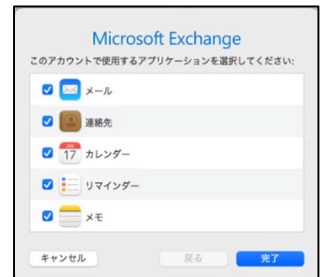 Microsoft Exchange
このアカウントで使用するアプリケーションを選択してください:
メール
連絡先
JUL
17
カレンダー
リマインダー
メモ
キャンセル
戻る
完了